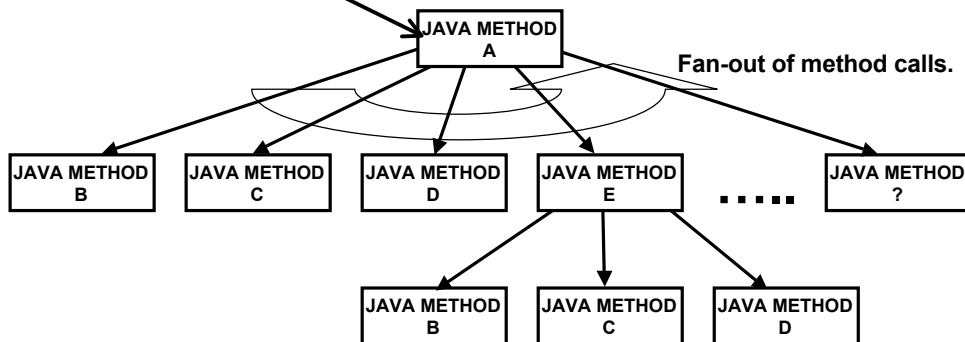 JAVA METHOD
A
Fan-out of method calls.
JAVA METHOD
B
JAVA METHOD
C
JAVA METHOD
D
JAVA METHOD
E
JAVA METHOD
?
JAVA METHOD
B
JAVA METHOD
C
JAVA METHOD
D